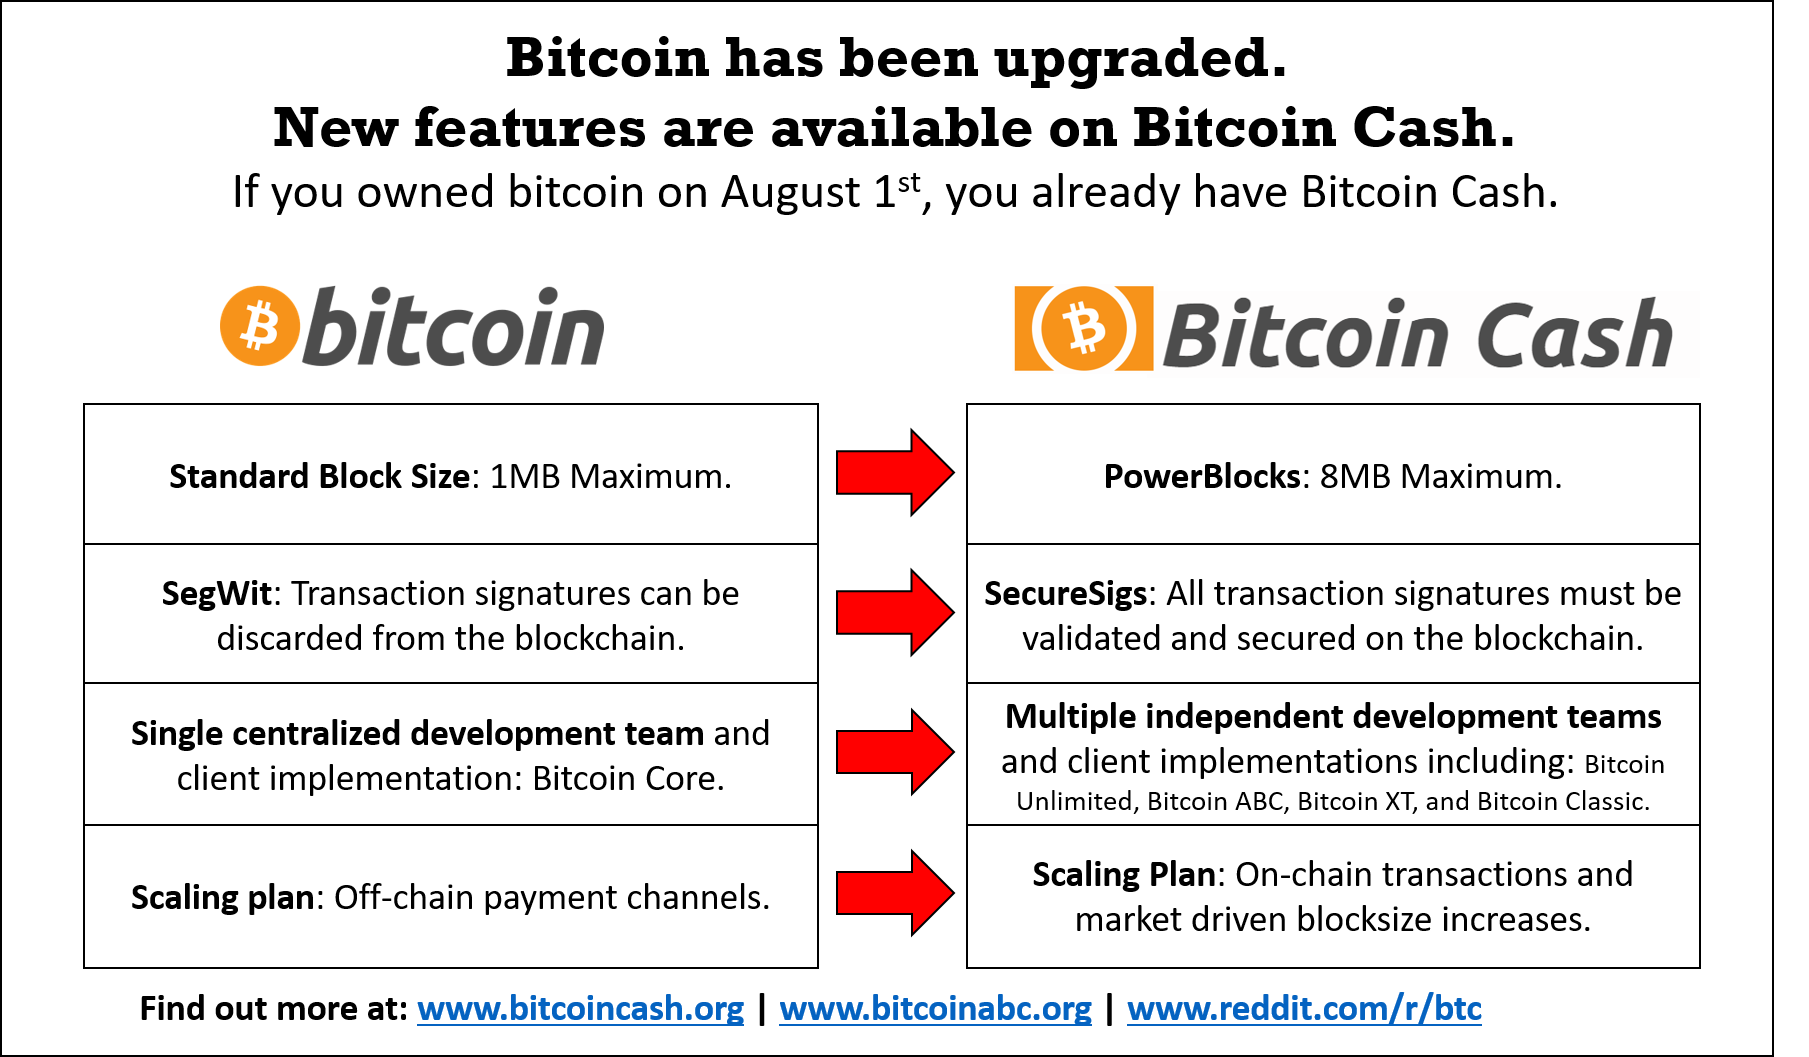 Bitcoin has been upgraded.
New features are available on Bitcoin Cash.
If you owned bitcoin on August 1st, you already have Bitcoin Cash.
bitcoin
Bitcoin Cash
Standard Block Size: 1MB Maximum.
PowerBlocks: 8MB Maximum.
SegWit: Transaction signatures can be
discarded from the blockchain.
SecureSigs: All transaction signatures must be
validated and secured on the blockchain.
Single centralized development team and
client implementation: Bitcoin Core.
Multiple independent development teams
and client implementations including: Bitcoin
Unlimited, Bitcoin ABC, Bitcoin XT, and Bitcoin Classic.
Scaling plan: Off-chain payment channels.
Scaling Plan: On-chain transactions and
market driven blocksize increases.
Find out more at: www.bitcoincash.org | www.bitcoinabc.org | www.reddit.com/r/btc